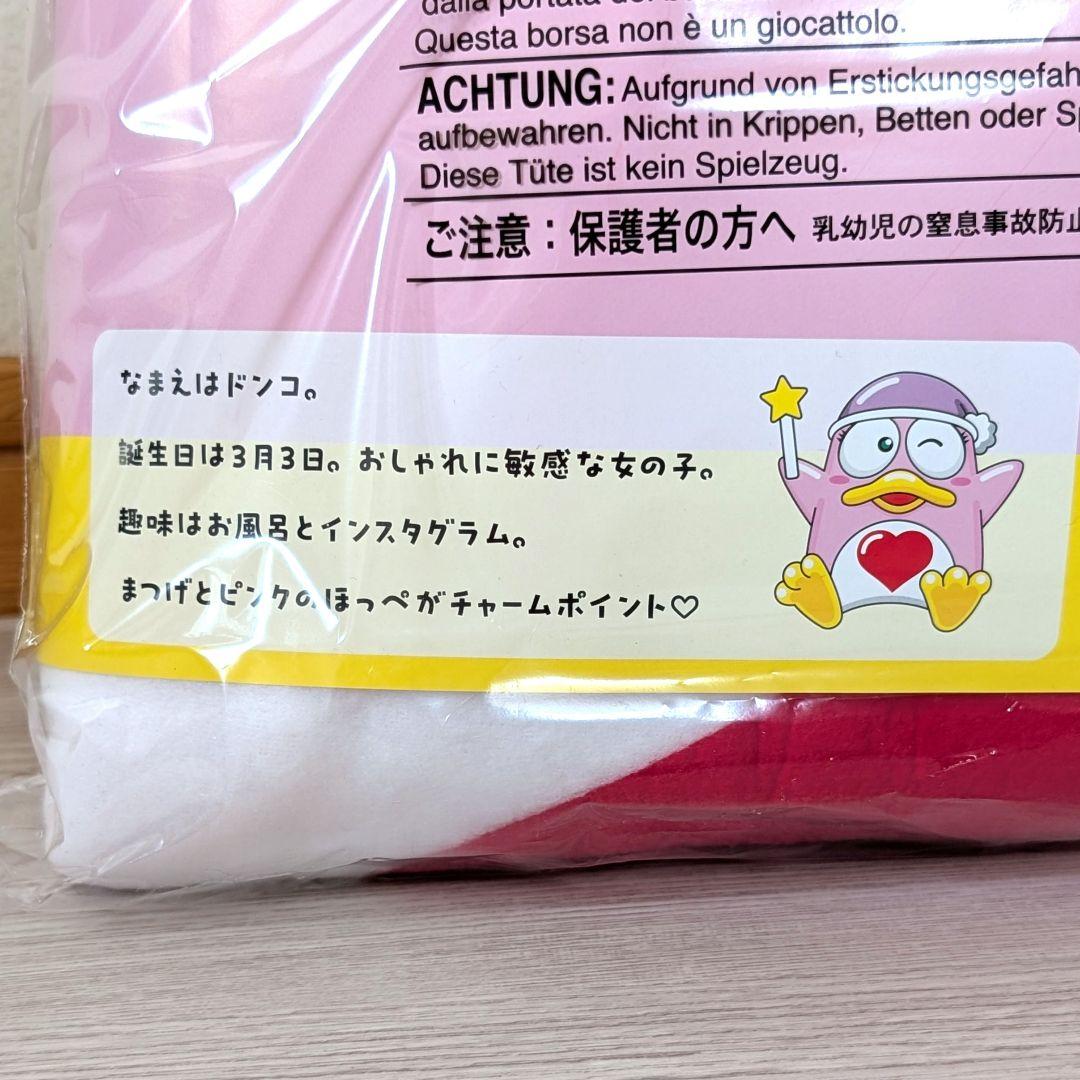 dalla portata dei
Questa borsa non è un giocattolo.
ACHTUNG: Aufgrund von Erstickungsgefah
aufbewahren. Nicht in Krippen, Betten oder Sp
Diese Tüte ist kein Spielzeug.
ご注意：保護者の方へ 乳幼児の窒息事故防止
なまえはドンコ。
誕生日は3月3日。おしゃれに敏感な女の子。
趣味はお風呂とインスタグラム。
まつげとピンクのほっぺがチャームポイント♡